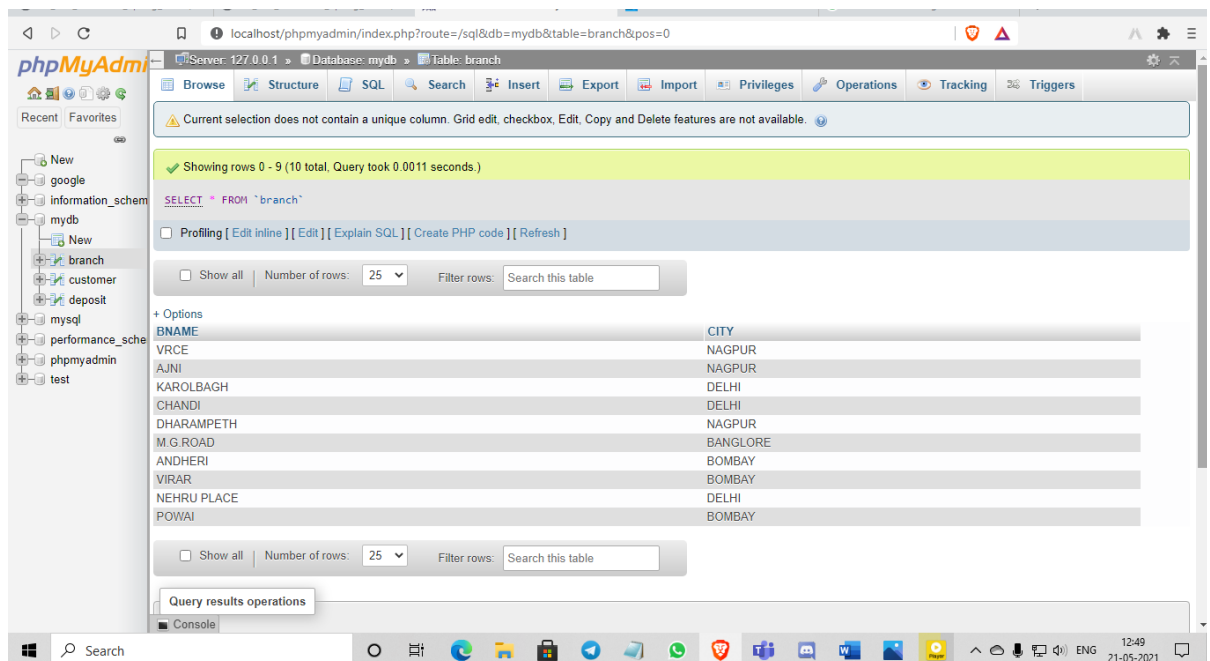 localhost/phpmyadmin/index.php?route=/sql&db=mydb&table=branch&pos=0
phpMyAdmi
Recent Favorites
New
google
information_schem
mydb
New
branch
customer
deposit
mysql
performance_sche
phpmyadmin
test
Server: 127.0.0.1 » Database: mydb » Table: branch
Browse Structure SQL Search Insert Export Import Privileges Operations Tracking Triggers
Current selection does not contain a unique column. Grid edit, checkbox, Edit, Copy and Delete features are not available.
Showing rows 0 - 9 (10 total, Query took 0.0011 seconds.)
SELECT * FROM `branch`
Profiling [ Edit inline ] [ Edit ] [ Explain SQL ] [ Create PHP code ] [ Refresh ]
Show all | Number of rows: 25 Filter rows: Search this table
+ Options
BNAME CITY
VRCE NAGPUR
AJNI NAGPUR
KAROLBAGH DELHI
CHANDI DELHI
DHARAMPETH NAGPUR
M.G.ROAD BANGLORE
ANDHERI BOMBAY
VIRAR BOMBAY
NEHRU PLACE DELHI
POWAI BOMBAY
Show all | Number of rows: 25 Filter rows: Search this table
Query results operations
Console
Search
ENG 12:49
21-05-2021